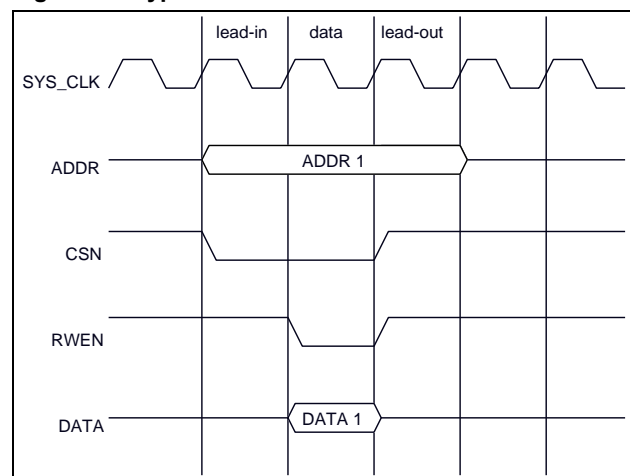 lead-in data lead-out
SYS_CLK
ADDR ADDR 1
CSN
RWEN
DATA DATA 1